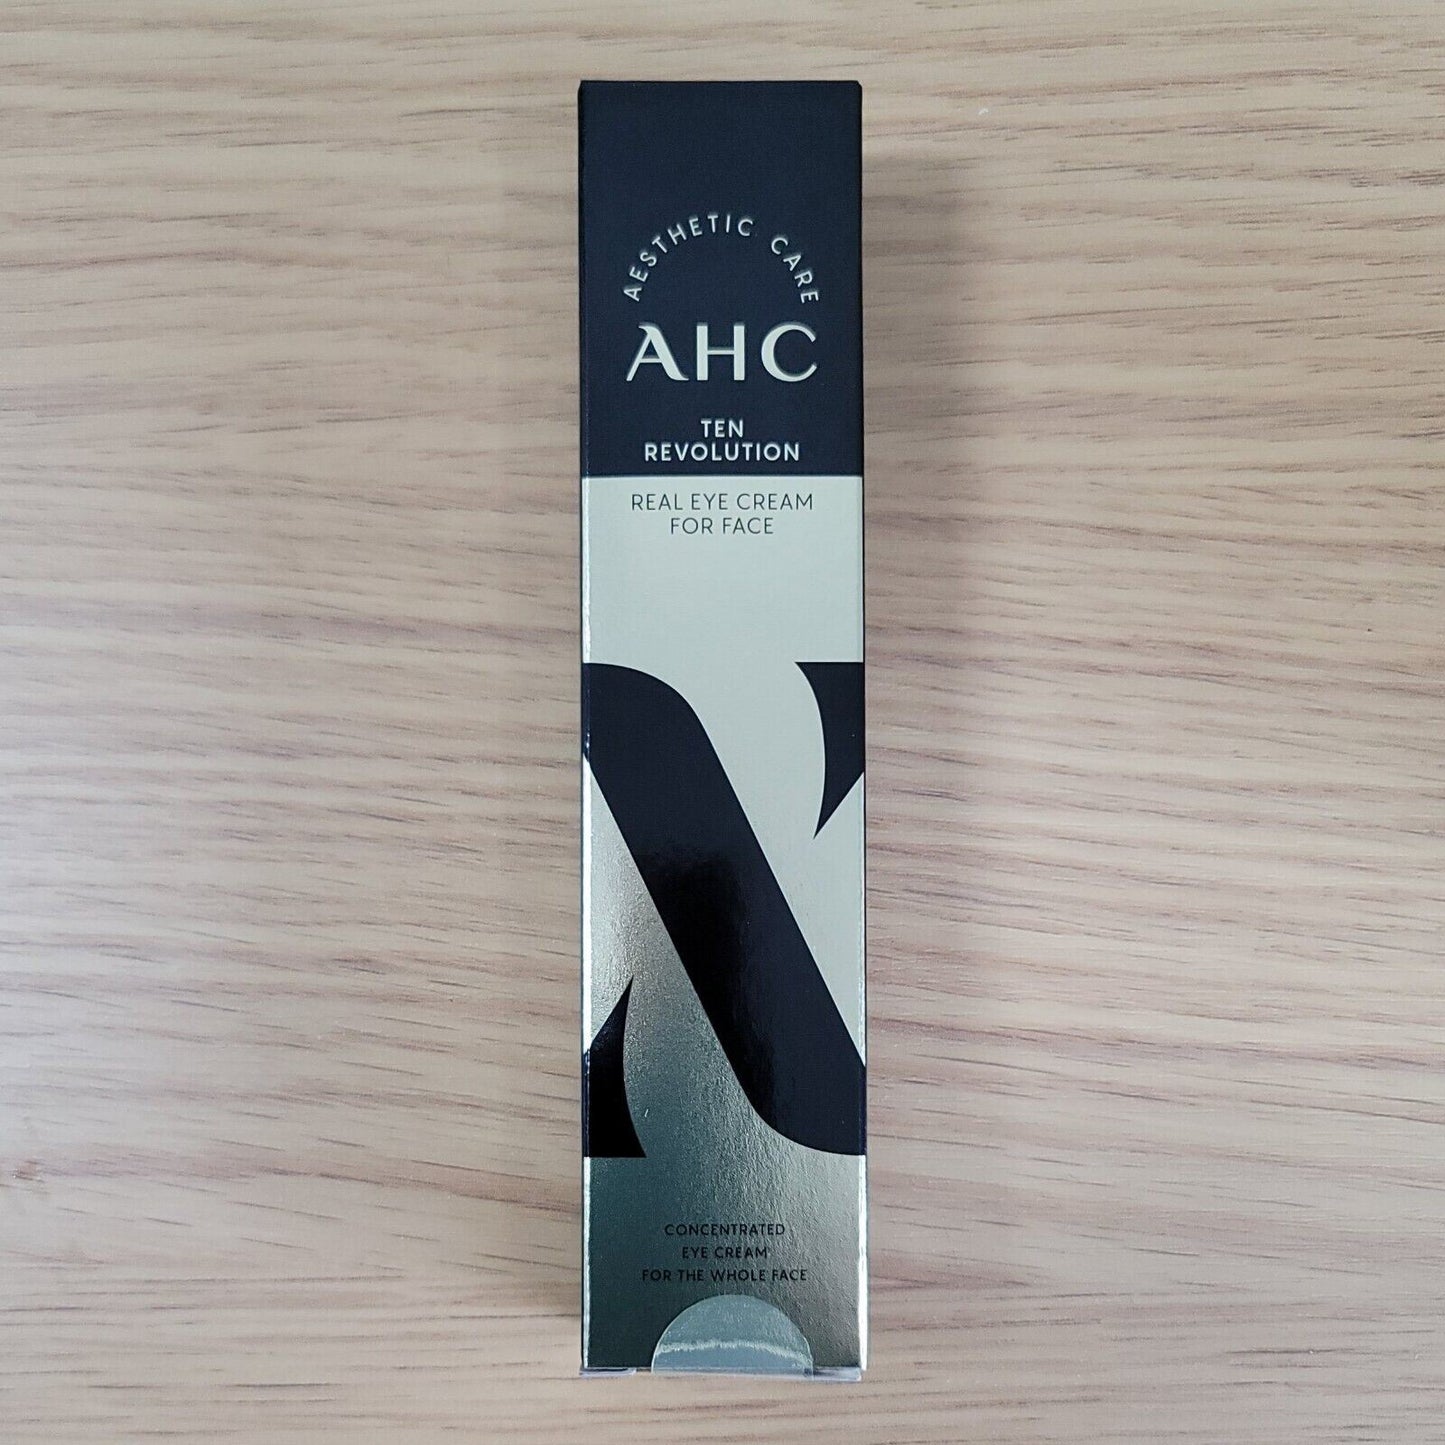 AESTHETIC CARE
AHC
TEN
REVOLUTION
REAL EYE CREAM
FOR FACE
CONCENTRATED
EYE CREAM
FOR THE WHOLE FACE